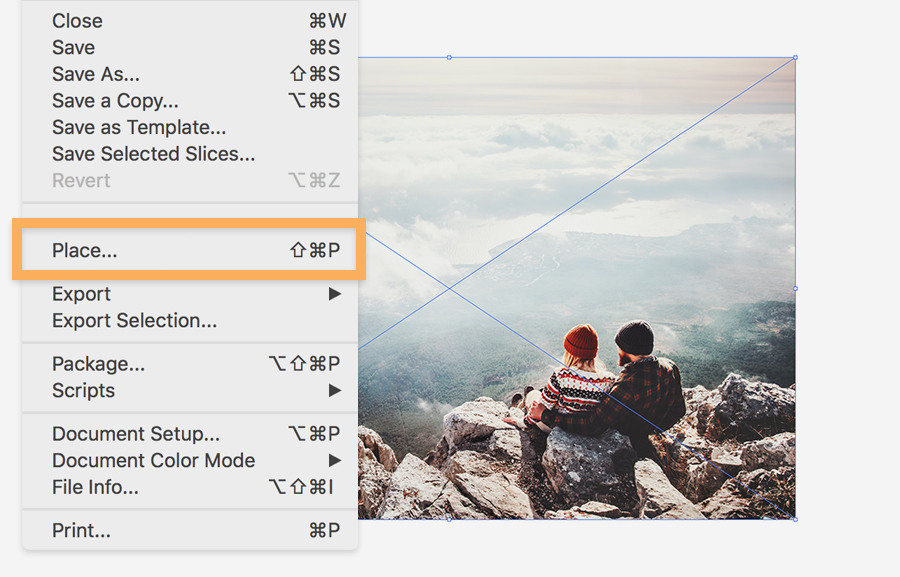 Close ⌘W
Save ⌘S
Save As... ⇧⌘S
Save a Copy... ⌥⌘S
Save as Template...
Save Selected Slices...
Revert ⌥⌘Z
Place... ⇧⌘P
Export ▶
Export Selection...
Package... ⌥⇧⌘P
Scripts ▶
Document Setup... ⌥⌘P
Document Color Mode ▶
File Info... ⌥⇧⌘I
Print... ⌘P